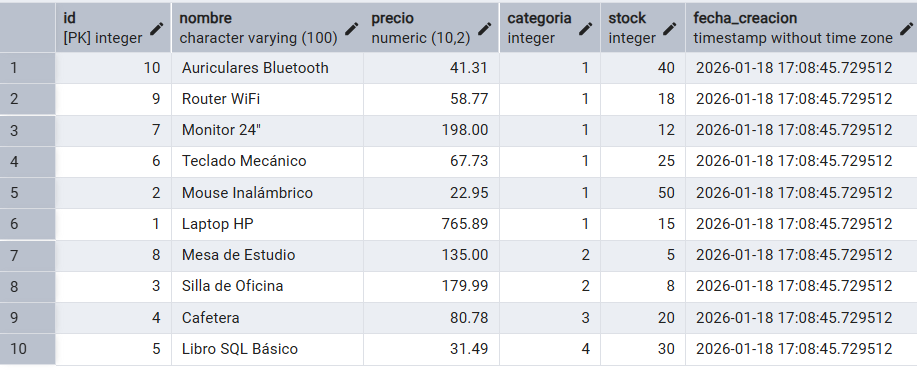 id nombre precio categoria stock fecha_creacion
[PK] integer character varying (100) numeric (10,2) integer integer timestamp without time zone
1 10 Auriculares Bluetooth 41.31 1 40 2026-01-18 17:08:45.729512
2 9 Router WiFi 58.77 1 18 2026-01-18 17:08:45.729512
3 7 Monitor 24" 198.00 1 12 2026-01-18 17:08:45.729512
4 6 Teclado Mecánico 67.73 1 25 2026-01-18 17:08:45.729512
5 2 Mouse Inalámbrico 22.95 1 50 2026-01-18 17:08:45.729512
6 1 Laptop HP 765.89 1 15 2026-01-18 17:08:45.729512
7 8 Mesa de Estudio 135.00 2 5 2026-01-18 17:08:45.729512
8 3 Silla de Oficina 179.99 2 8 2026-01-18 17:08:45.729512
9 4 Cafetera 80.78 3 20 2026-01-18 17:08:45.729512
10 5 Libro SQL Básico 31.49 4 30 2026-01-18 17:08:45.729512